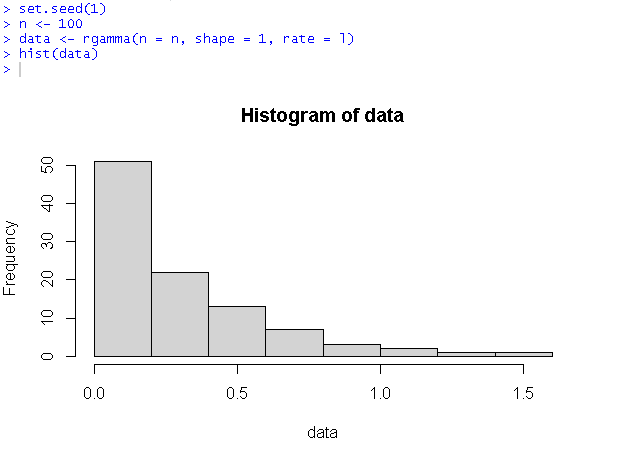 > set.seed(1)
> n <- 100
> data <- rgamma(n = n, shape = 1, rate = l)
> hist(data)
>
Histogram of data
Frequency
50
40
30
20
10
0
0.0 0.5 1.0 1.5
data